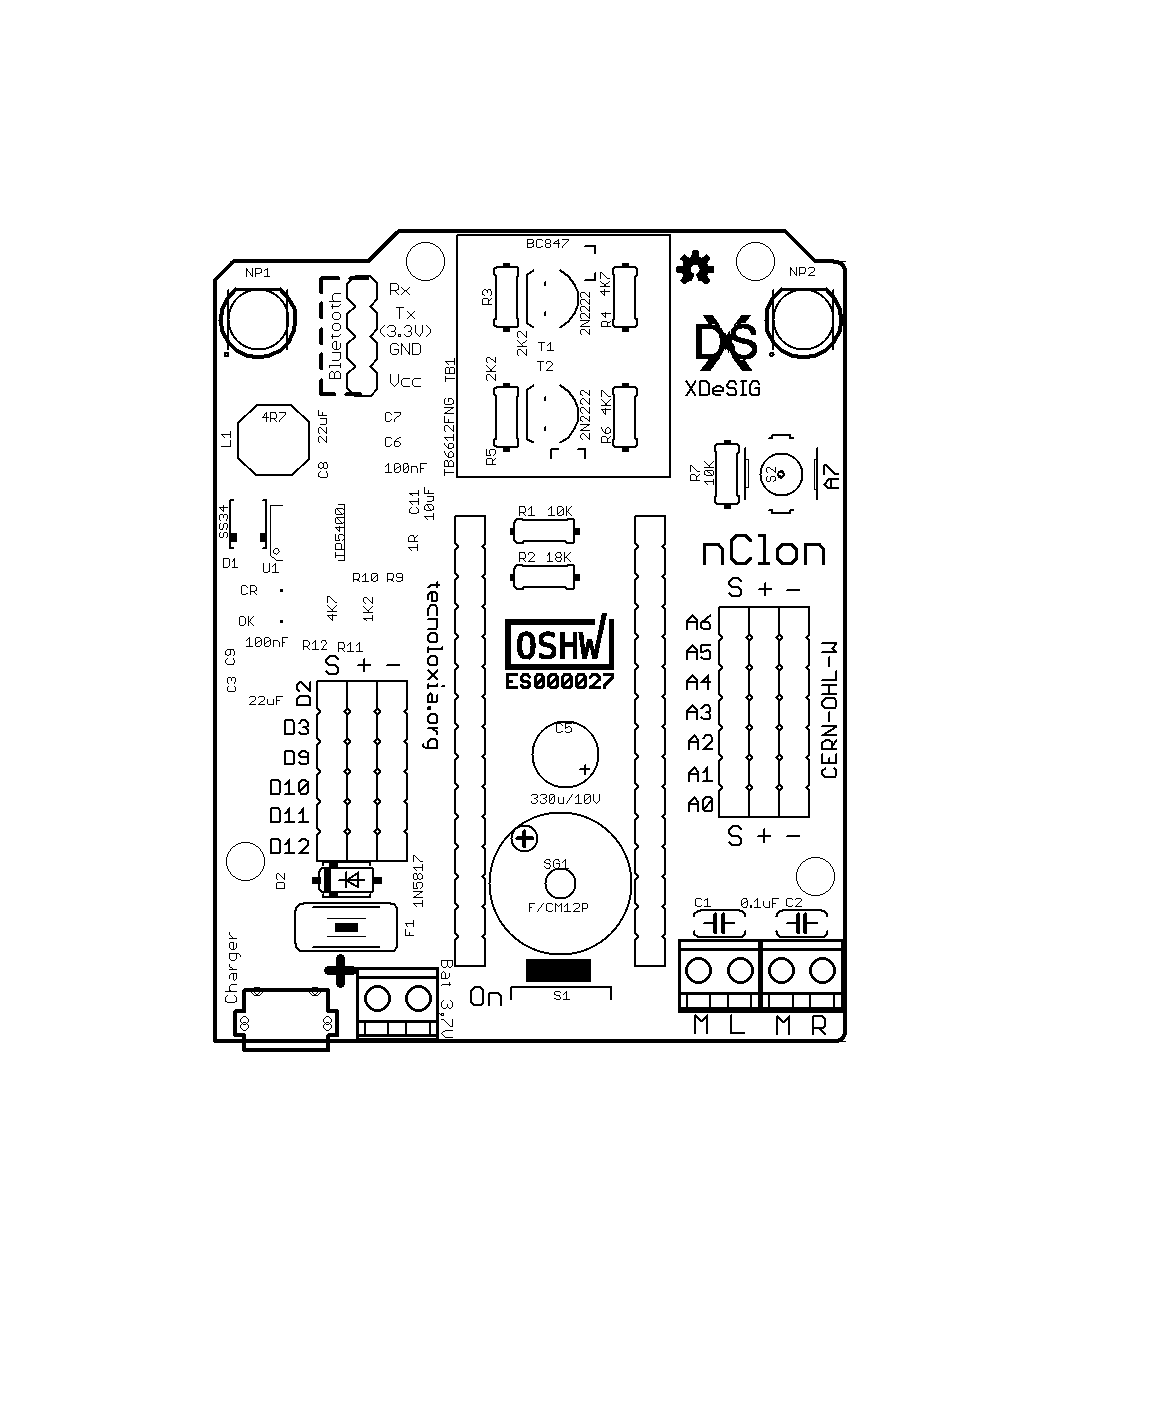 BC847
NP1
NP2
Bluetooth
Rx
Tx
(3.3V)
GND
Vcc
R3
2K2
4K7
R4
2N2222
T1
T2
2K2
R5
4K7
R6
2N2222
TB6612FNG TB1
DS
XDeSIG
L1
4R7
22uF
C8
C7
C6
100nF
C11
10uF
R7
10K
S2
A7
SS34
D1
U1
TP5400
1R
R1 10K
R2 18K
nClon
CR
OK
R10 R9
4K7
1K2
100nF
R12 R11
C9
C3
22uF
tecnoloxia.org
OSHW
ES000027
S + -
D2
D3
D9
D10
D11
D12
S + -
A6
A5
A4
A3
A2
A1
A0
S + -
CERN-OHL-W
C5
+
330u/10V
+
SG1
F/CM12P
D2
1N5817
F1
C1
0.1uF C2
Charger
+
Bat 3,7V
On
S1
M L M R